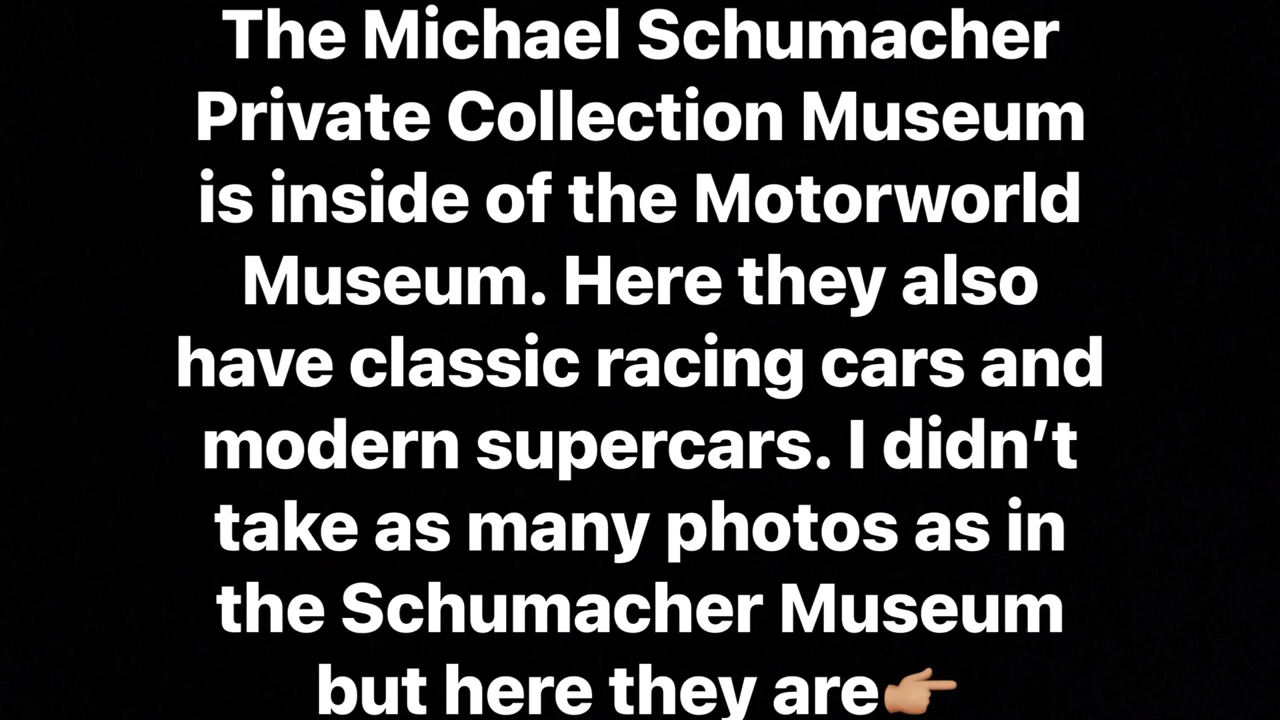 The Michael Schumacher
Private Collection Museum
is inside of the Motorworld
Museum. Here they also
have classic racing cars and
modern supercars. I didn’t
take as many photos as in
the Schumacher Museum
but here they are👉🏼